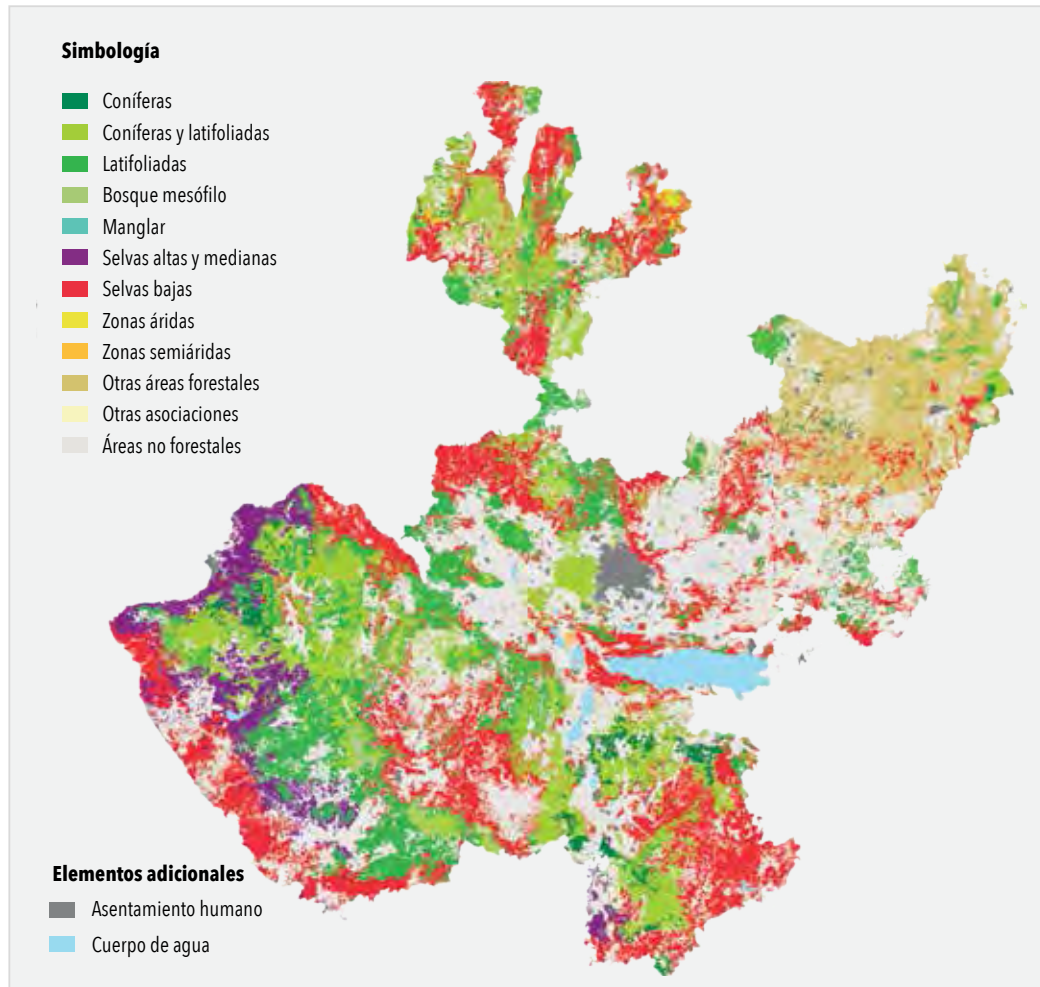 Simbología
Coníferas
Coníferas y latifoliadas
Latifoliadas
Bosque mesófilo
Manglar
Selvas altas y medianas
Selvas bajas
Zonas áridas
Zonas semiáridas
Otras áreas forestales
Otras asociaciones
Áreas no forestales
Elementos adicionales
Asentamiento humano
Cuerpo de agua